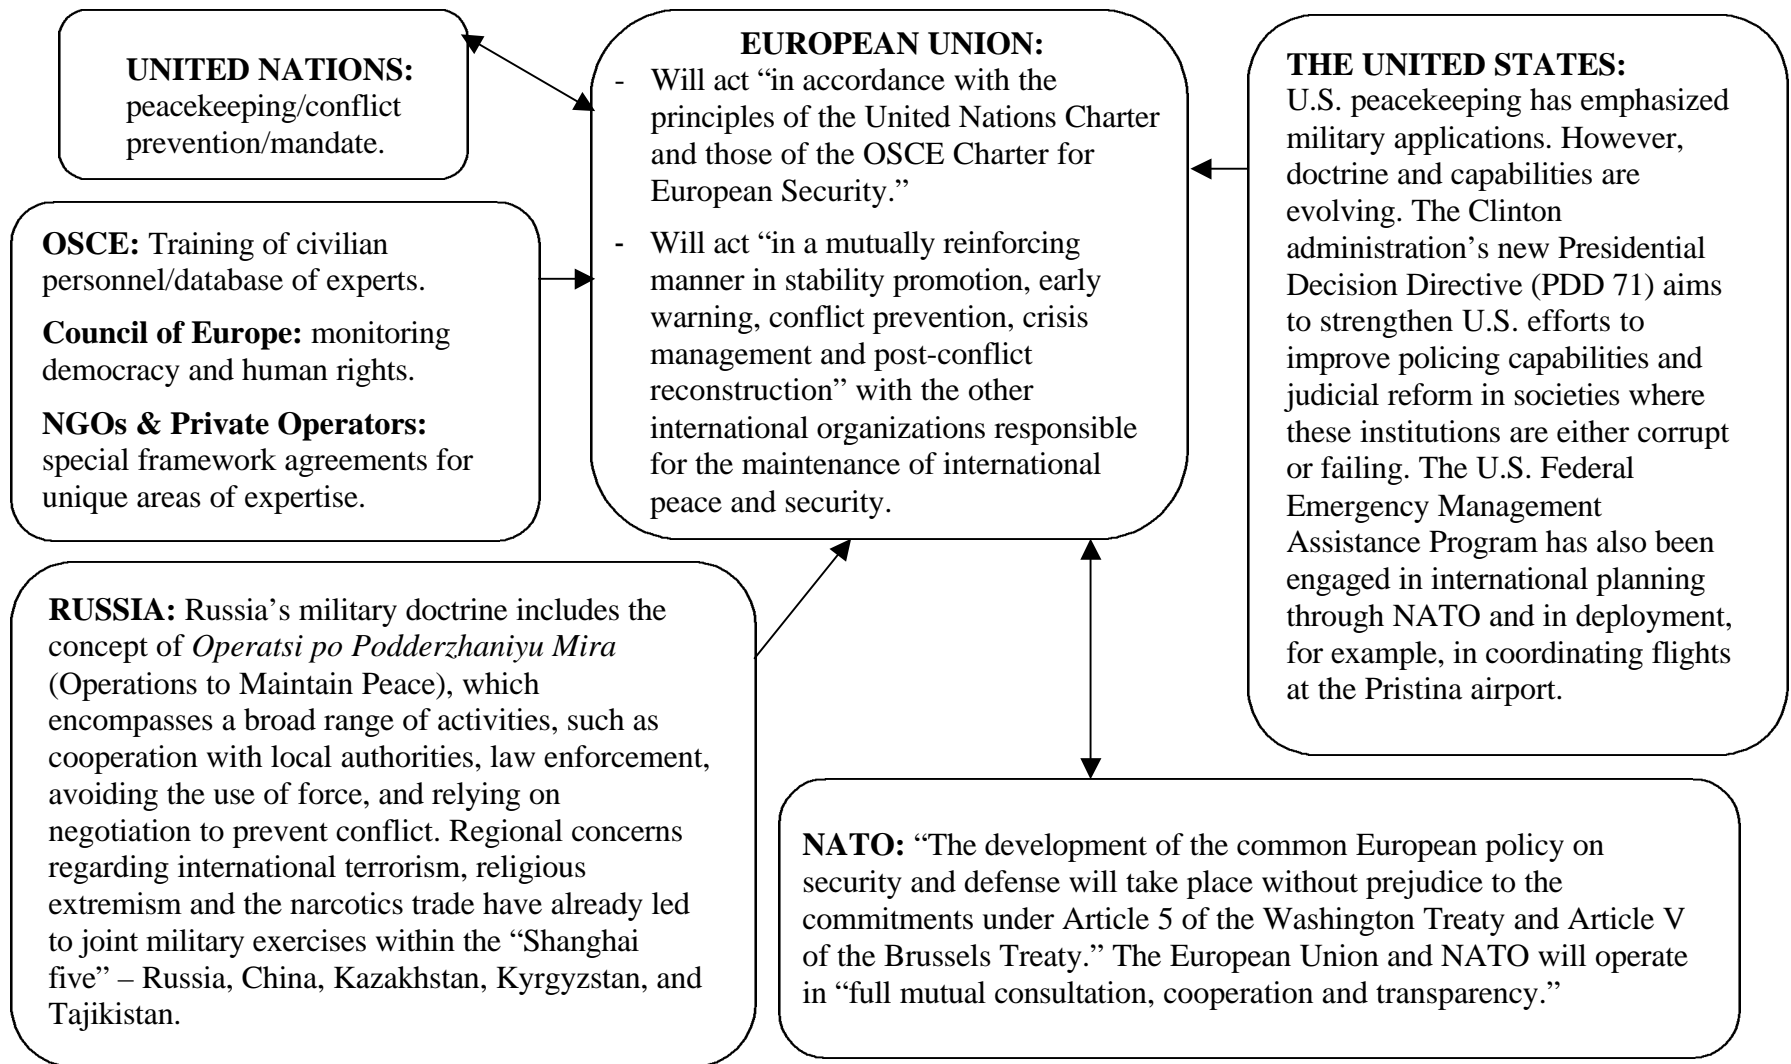 UNITED NATIONS:
peacekeeping/conflict
prevention/mandate.
OSCE: Training of civilian
personnel/database of experts.
Council of Europe: monitoring
democracy and human rights.
NGOs & Private Operators:
special framework agreements for
unique areas of expertise.
EUROPEAN UNION:
- Will act “in accordance with the
principles of the United Nations Charter
and those of the OSCE Charter for
European Security.”
- Will act “in a mutually reinforcing
manner in stability promotion, early
warning, conflict prevention, crisis
management and post-conflict
reconstruction” with the other
international organizations responsible
for the maintenance of international
peace and security.
THE UNITED STATES:
U.S. peacekeeping has emphasized
military applications. However,
doctrine and capabilities are
evolving. The Clinton
administration’s new Presidential
Decision Directive (PDD 71) aims
to strengthen U.S. efforts to
improve policing capabilities and
judicial reform in societies where
these institutions are either corrupt
or failing. The U.S. Federal
Emergency Management
Assistance Program has also been
engaged in international planning
through NATO and in deployment,
for example, in coordinating flights
at the Pristina airport.
RUSSIA: Russia’s military doctrine includes the
concept of Operatsi po Podderzhaniyu Mira
(Operations to Maintain Peace), which
encompasses a broad range of activities, such as
cooperation with local authorities, law enforcement,
avoiding the use of force, and relying on
negotiation to prevent conflict. Regional concerns
regarding international terrorism, religious
extremism and the narcotics trade have already led
to joint military exercises within the “Shanghai
five” – Russia, China, Kazakhstan, Kyrgyzstan, and
Tajikistan.
NATO: “The development of the common European policy on
security and defense will take place without prejudice to the
commitments under Article 5 of the Washington Treaty and Article V
of the Brussels Treaty.” The European Union and NATO will operate
in “full mutual consultation, cooperation and transparency.”